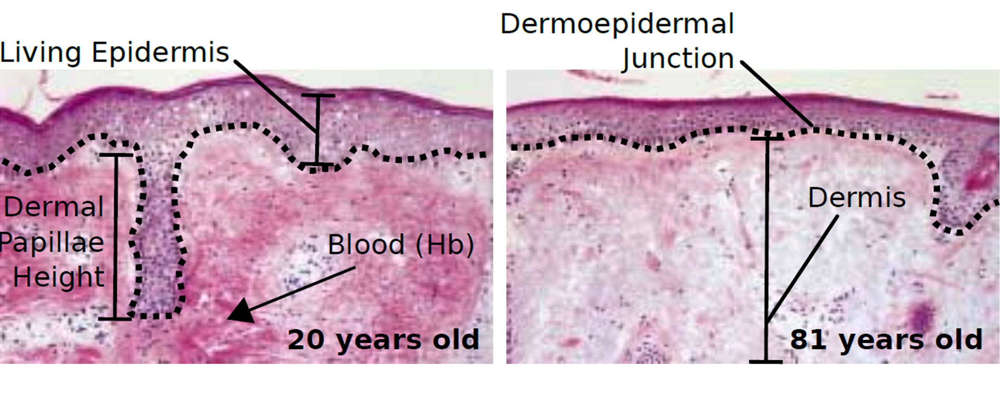 Living Epidermis
Dermoepidermal
Junction
Dermal
Papillae
Height
Blood (Hb)
20 years old
Dermis
81 years old